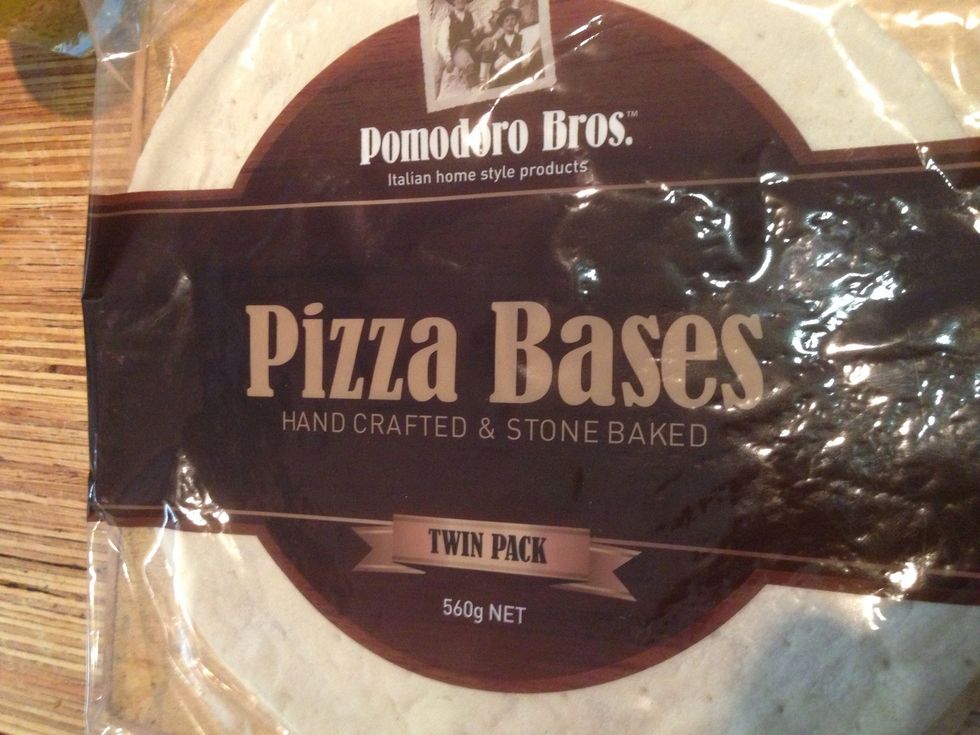 Pomodoro Bros.™
Italian home style products
Pizza Bases
HAND CRAFTED & STONE BAKED
TWIN PACK
560g NET